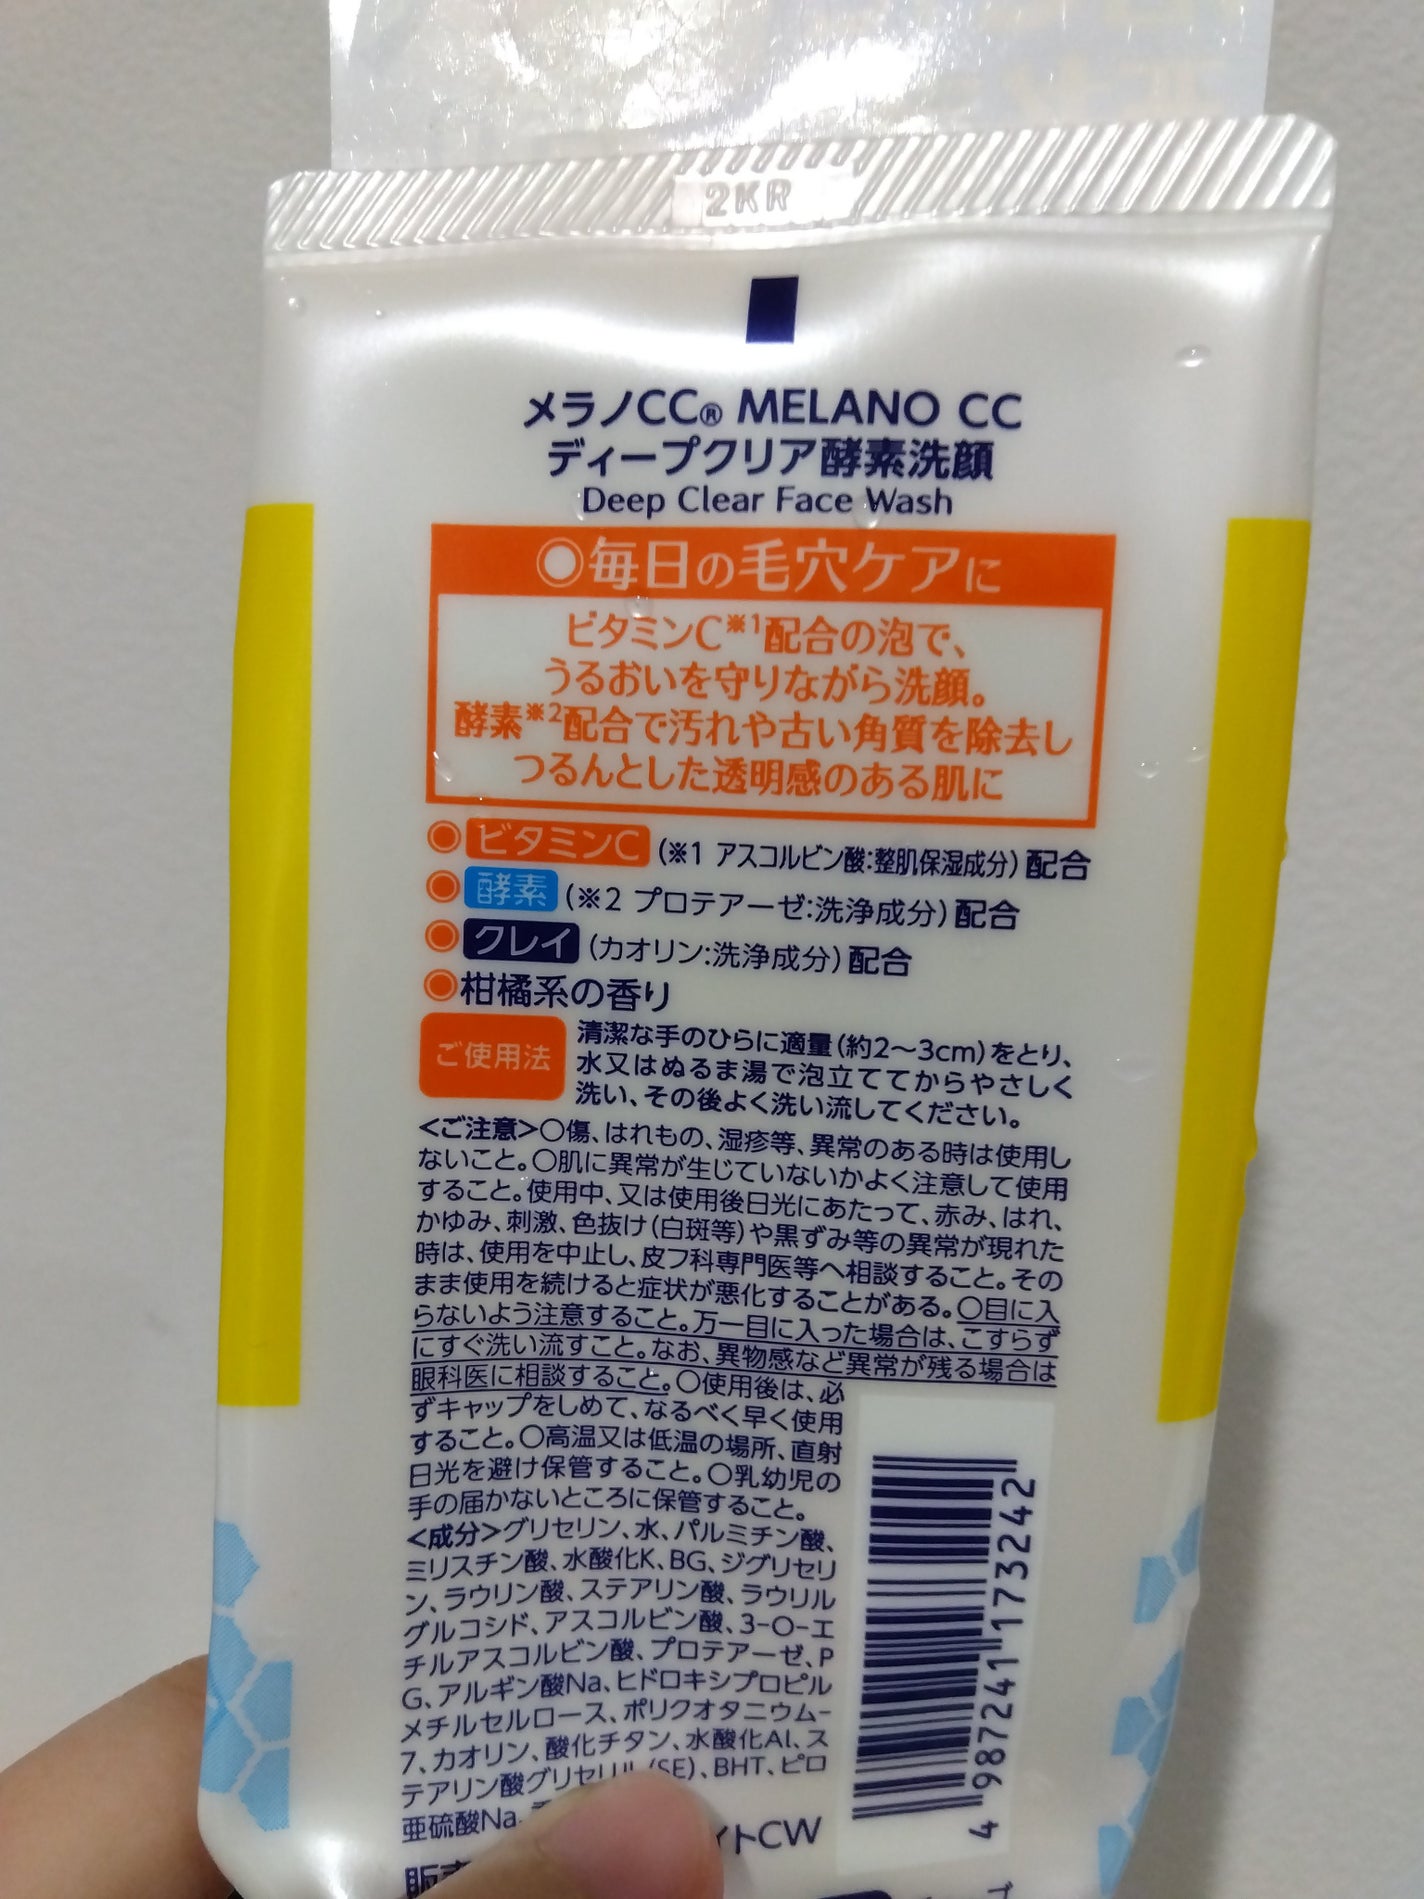 2KR
メラノCC® MELANO CC
ディープクリア酵素洗顔
Deep Clear Face Wash
◎毎日の毛穴ケアに
ビタミンC※1配合の泡で、
うるおいを守りながら洗顔。
酵素※2配合で汚れや古い角質を除去し
つるんとした透明感のある肌に
◉ビタミンC(※1 アスコルビン酸:整肌保湿成分)配合
◉酵素(※2 プロテアーゼ:洗浄成分)配合
◉クレイ(カオリン:洗浄成分)配合
◉柑橘系の香り
ご使用法
清潔な手のひらに適量(約2〜3cm)をとり、
水又はぬるま湯で泡立ててからやさしく
洗い、その後よく洗い流してください。
<ご注意>○傷、はれもの、湿疹等、異常のある時は使用し
ないこと。○肌に異常が生じていないかよく注意して使用
すること。使用中、又は使用後日光にあたって、赤み、はれ、
かゆみ、刺激、色抜け(白斑等)や黒ずみ等の異常が現れた
時は、使用を中止し、皮フ科専門医等へ相談すること。その
まま使用を続けると症状が悪化することがある。○目に入
らないよう注意すること。万一目に入った場合は、こすらず
にすぐ洗い流すこと。なお、異物感など異常が残る場合は
眼科医に相談すること。○使用後は、必
ずキャップをしめて、なるべく早く使用
すること。○高温又は低温の場所、直射
日光を避け保管すること。○乳幼児の
手の届かないところに保管すること。
<成分>グリセリン、水、パルミチン酸、
ミリスチン酸、水酸化K、BG、ジグリセリ
ン、ラウリン酸、ステアリン酸、ラウリル
グルコシド、アスコルビン酸、3-O-エ
チルアスコルビン酸、プロテアーゼ、P
G、アルギン酸Na、ヒドロキシプロピル
メチルセルロース、ポリクオタニウム-
7、カオリン、酸化チタン、水酸化Al、ス
テアリン酸グリセリル(SE)、BHT、ピロ
亜硫酸Na、
イトCW
4 987241 173242